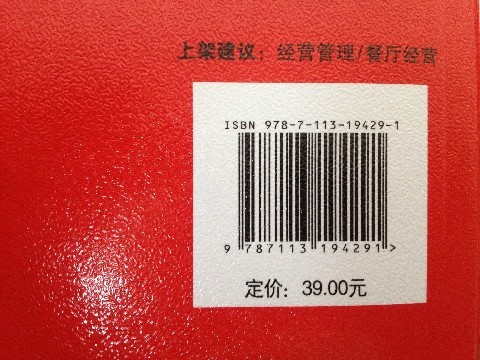 上架建议：经营管理/餐厅经营
ISBN 978-7-113-19429-1
9 787113 194291>
定价：39.00元